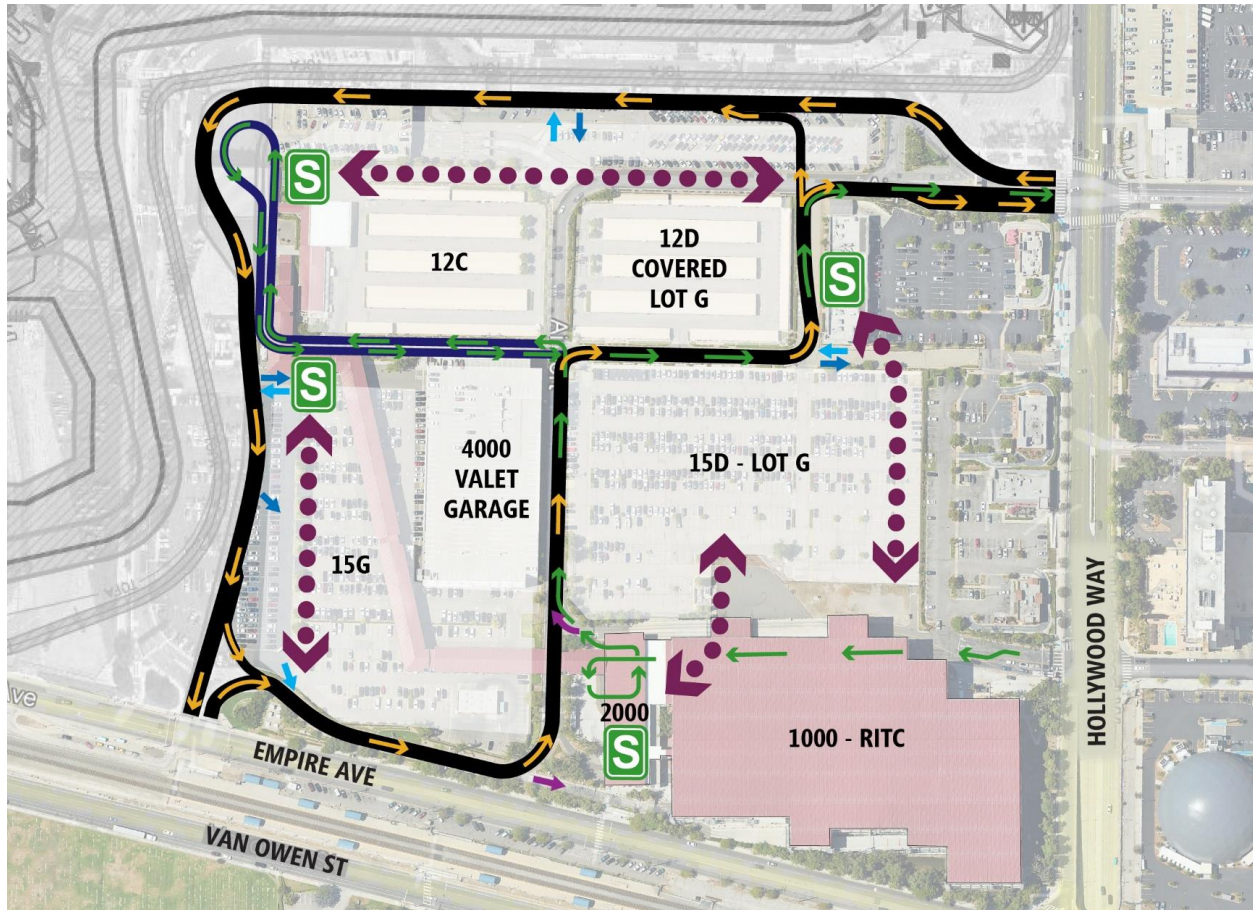 S
12C
12D
COVERED
LOT G
S
S
4000
VALET
GARAGE
15D - LOT G
15G
2000
S
1000 - RITC
HOLLYWOOD WAY
Ave
EMPIRE AVE
VAN OWEN ST